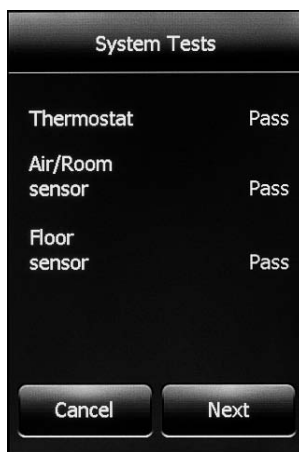 System Tests
Thermostat Pass
Air/Room
sensor Pass
Floor
sensor Pass
Cancel Next